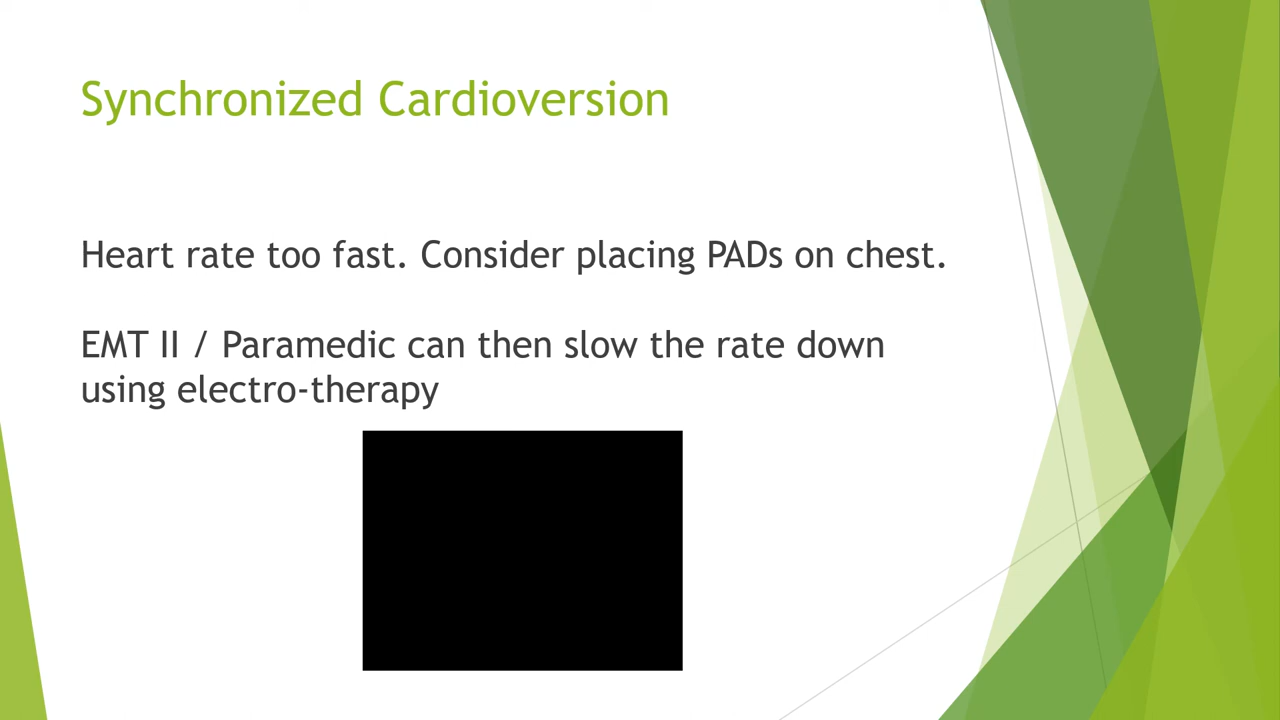 Synchronized Cardioversion
Heart rate too fast. Consider placing PADs on chest.
EMT II / Paramedic can then slow the rate down
using electro-therapy